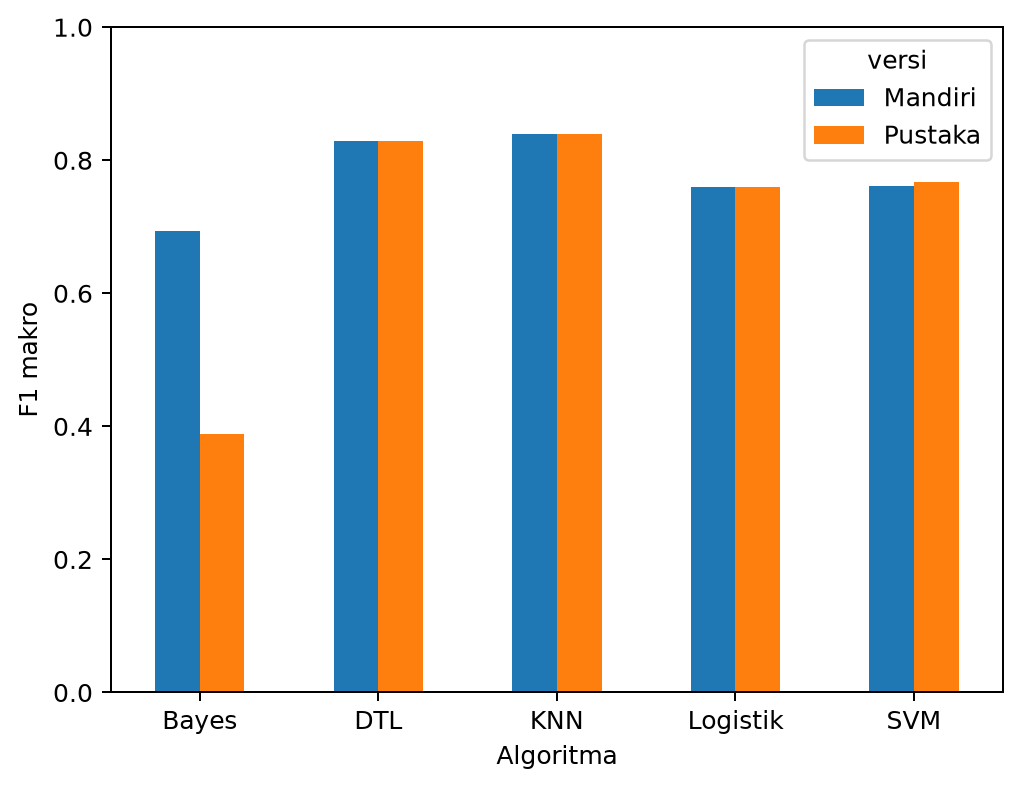 versi
Mandiri
Pustaka
1.0
0.8
0.6
0.4
0.2
0.0
F1 makro
Bayes DTL KNN Logistik SVM
Algoritma